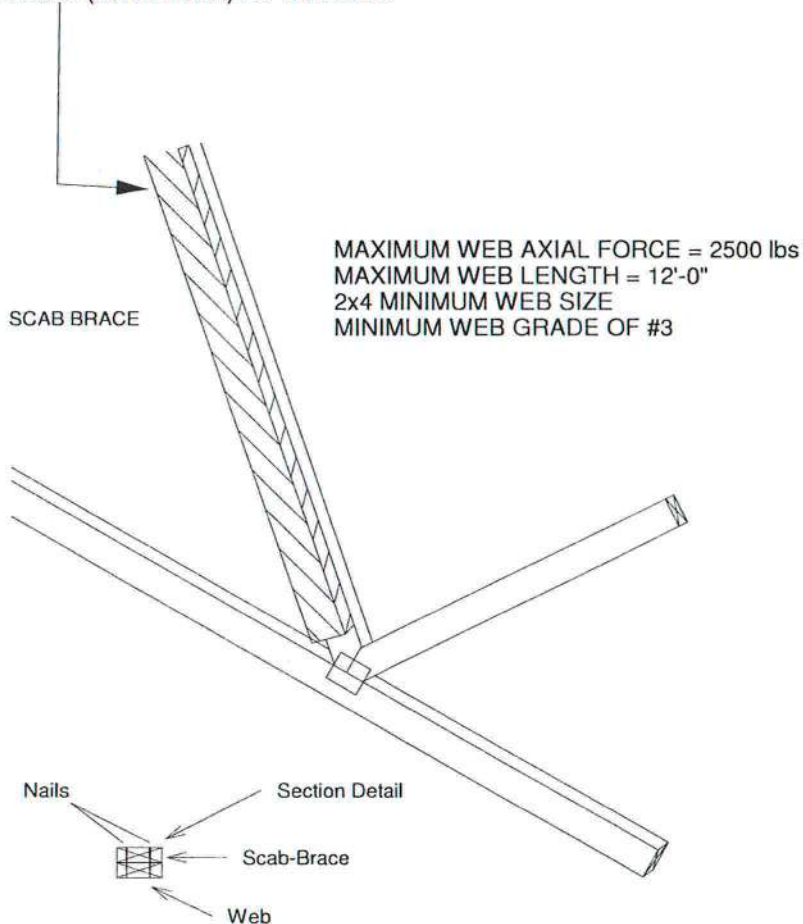 MAXIMUM WEB AXIAL FORCE = 2500 lbs
MAXIMUM WEB LENGTH = 12'-0"
2x4 MINIMUM WEB SIZE
MINIMUM WEB GRADE OF #3
SCAB BRACE
Nails
Section Detail
Scab-Brace
Web